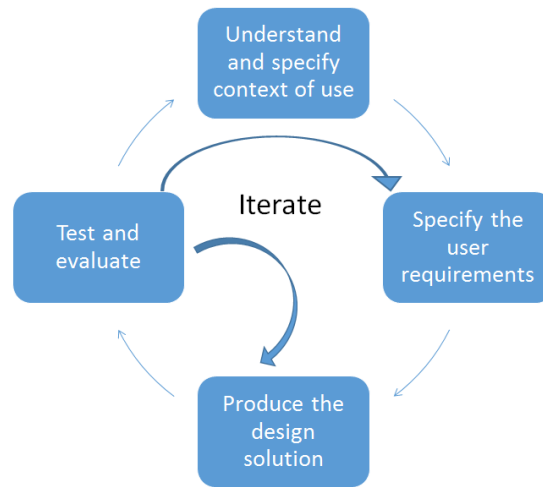 Understand
and specify
context of use
Iterate
Test and
evaluate
Specify the
user
requirements
Produce the
design
solution